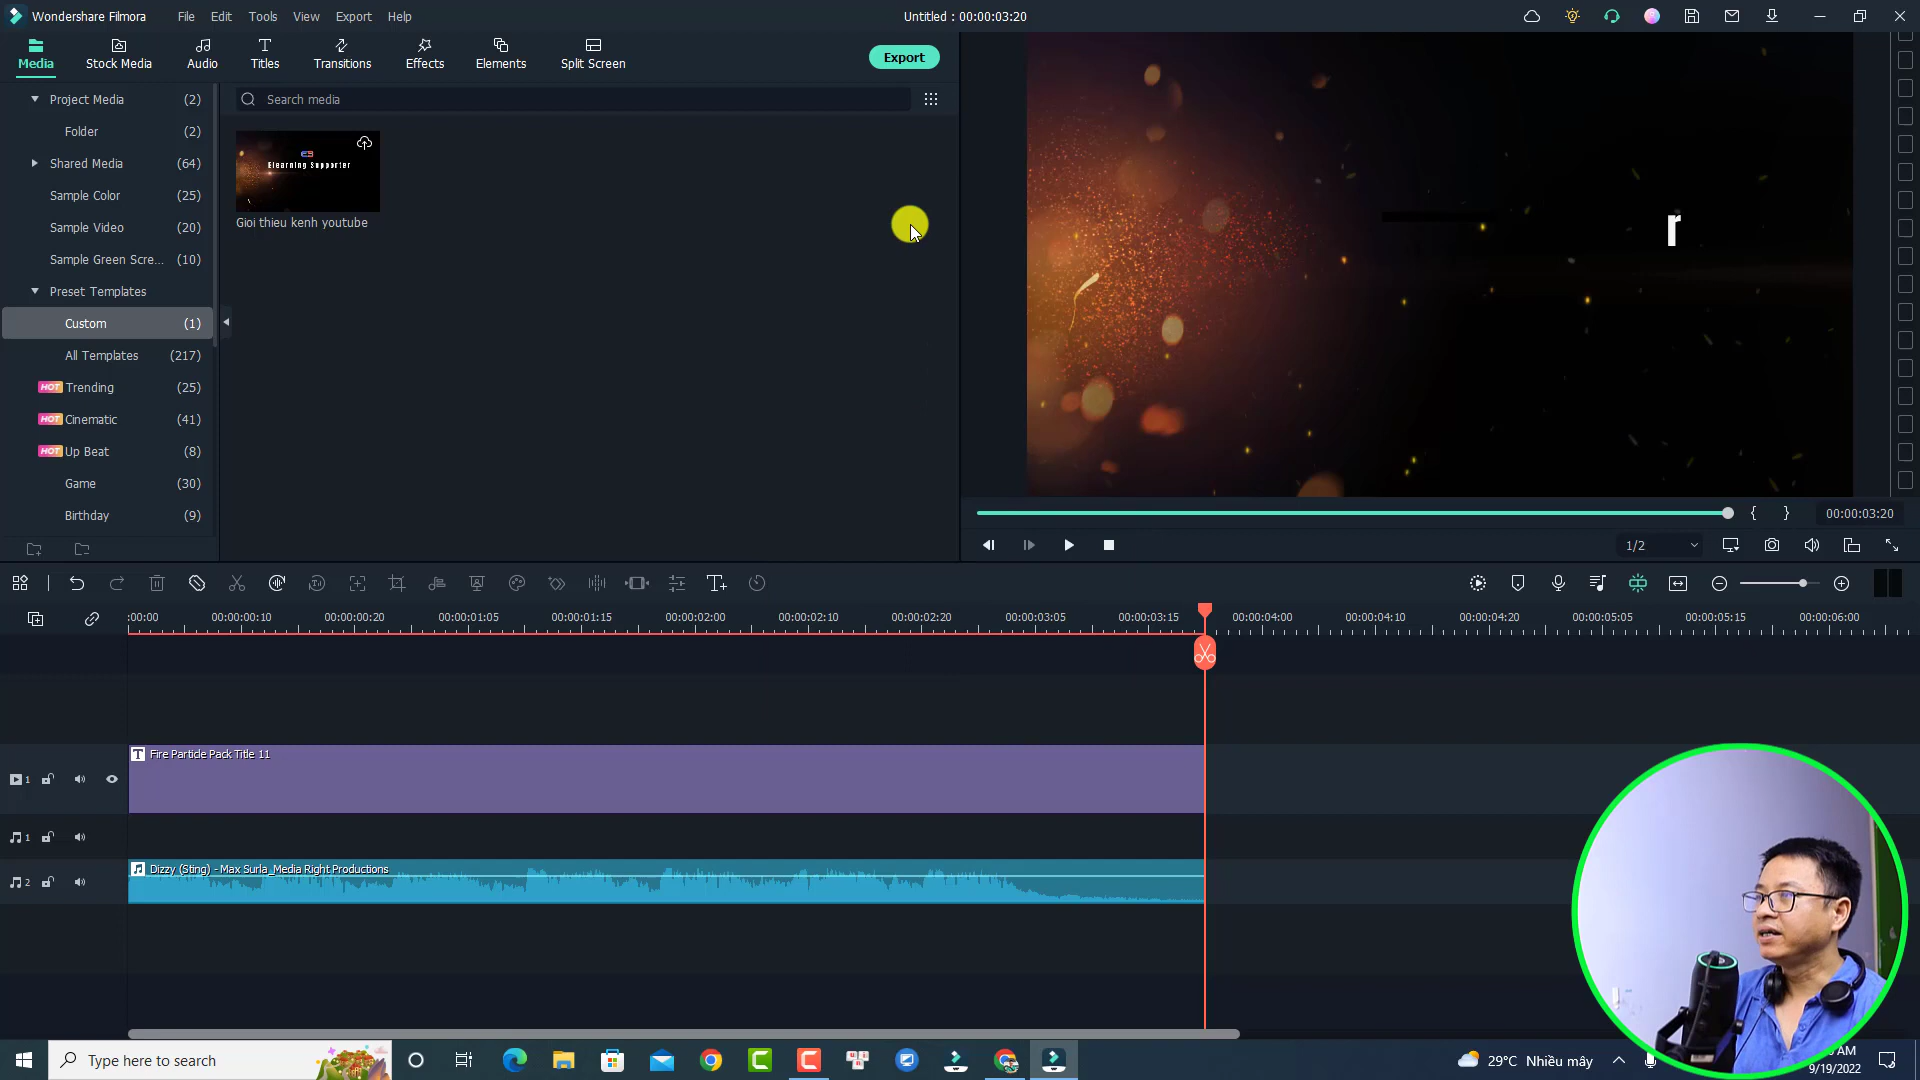 Wondershare Filmora
File
Edit
Tools
View
Export
Help
Untitled : 00:00:03:20
Media
Stock Media
Audio
Titles
Transitions
Effects
Elements
Split Screen
Export
Project Media (2)
Folder (2)
Shared Media (64)
Sample Color (25)
Sample Video (20)
Sample Green Scre... (10)
Preset Templates
Custom (1)
All Templates (217)
HOT Trending (25)
HOT Cinematic (41)
HOT Up Beat (8)
Game (30)
Birthday (9)
Search media
Elearning Supporter
Gioi thieu kenh youtube
r
{ } 00:00:03:20
1/2
:00:00 00:00:00:10 00:00:00:20 00:00:01:05 00:00:01:15 00:00:02:00 00:00:02:10 00:00:02:20 00:00:03:05 00:00:03:15 00:00:04:00 00:00:04:10 00:00:04:20 00:00:05:05 00:00:05:15 00:00:06:00
T Fire Particle Pack Title 11
1
1
Dizzy (Sting) - Max Surla_Media Right Productions
2
Type here to search
29°C Nhiều mây
AM
9/19/2022